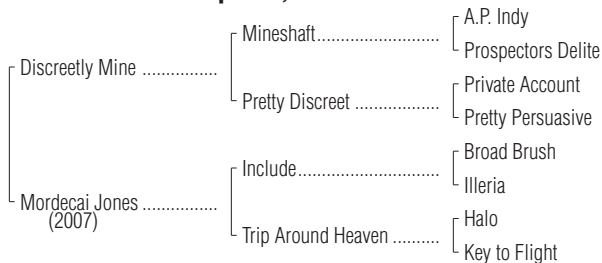 A.P. Indy
Mineshaft
Prospectors Delite
Discreetly Mine
Private Account
Pretty Discreet
Pretty Persuasive
Broad Brush
Include
Illeria
Mordecai Jones
(2007)
Halo
Trip Around Heaven
Key to Flight